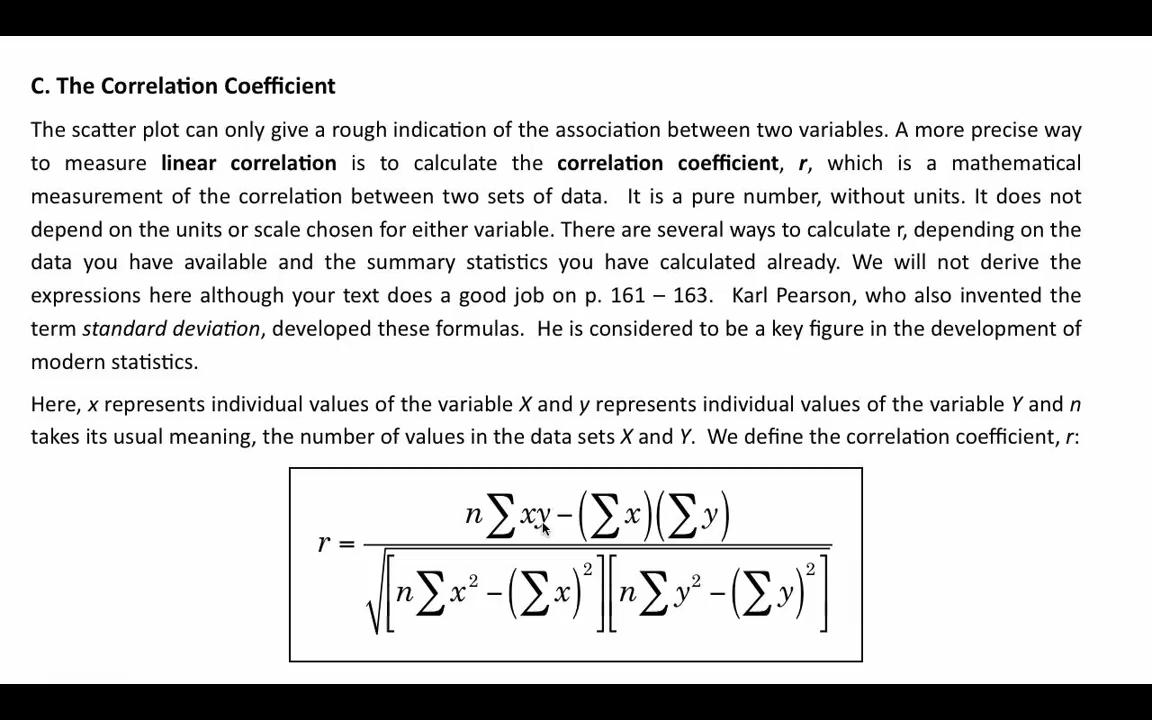 C. The Correlation Coefficient
The scatter plot can only give a rough indication of the association between two variables. A more precise way
to measure linear correlation is to calculate the correlation coefficient, r, which is a mathematical
measurement of the correlation between two sets of data. It is a pure number, without units. It does not
depend on the units or scale chosen for either variable. There are several ways to calculate r, depending on the
data you have available and the summary statistics you have calculated already. We will not derive the
expressions here although your text does a good job on p. 161 – 163. Karl Pearson, who also invented the
term standard deviation, developed these formulas. He is considered to be a key figure in the development of
modern statistics.
Here, x represents individual values of the variable X and y represents individual values of the variable Y and n
takes its usual meaning, the number of values in the data sets X and Y. We define the correlation coefficient, r:
n∑xy−(∑x)(∑y)
r =
√[n∑x²−(∑x)²][n∑y²−(∑y)²]